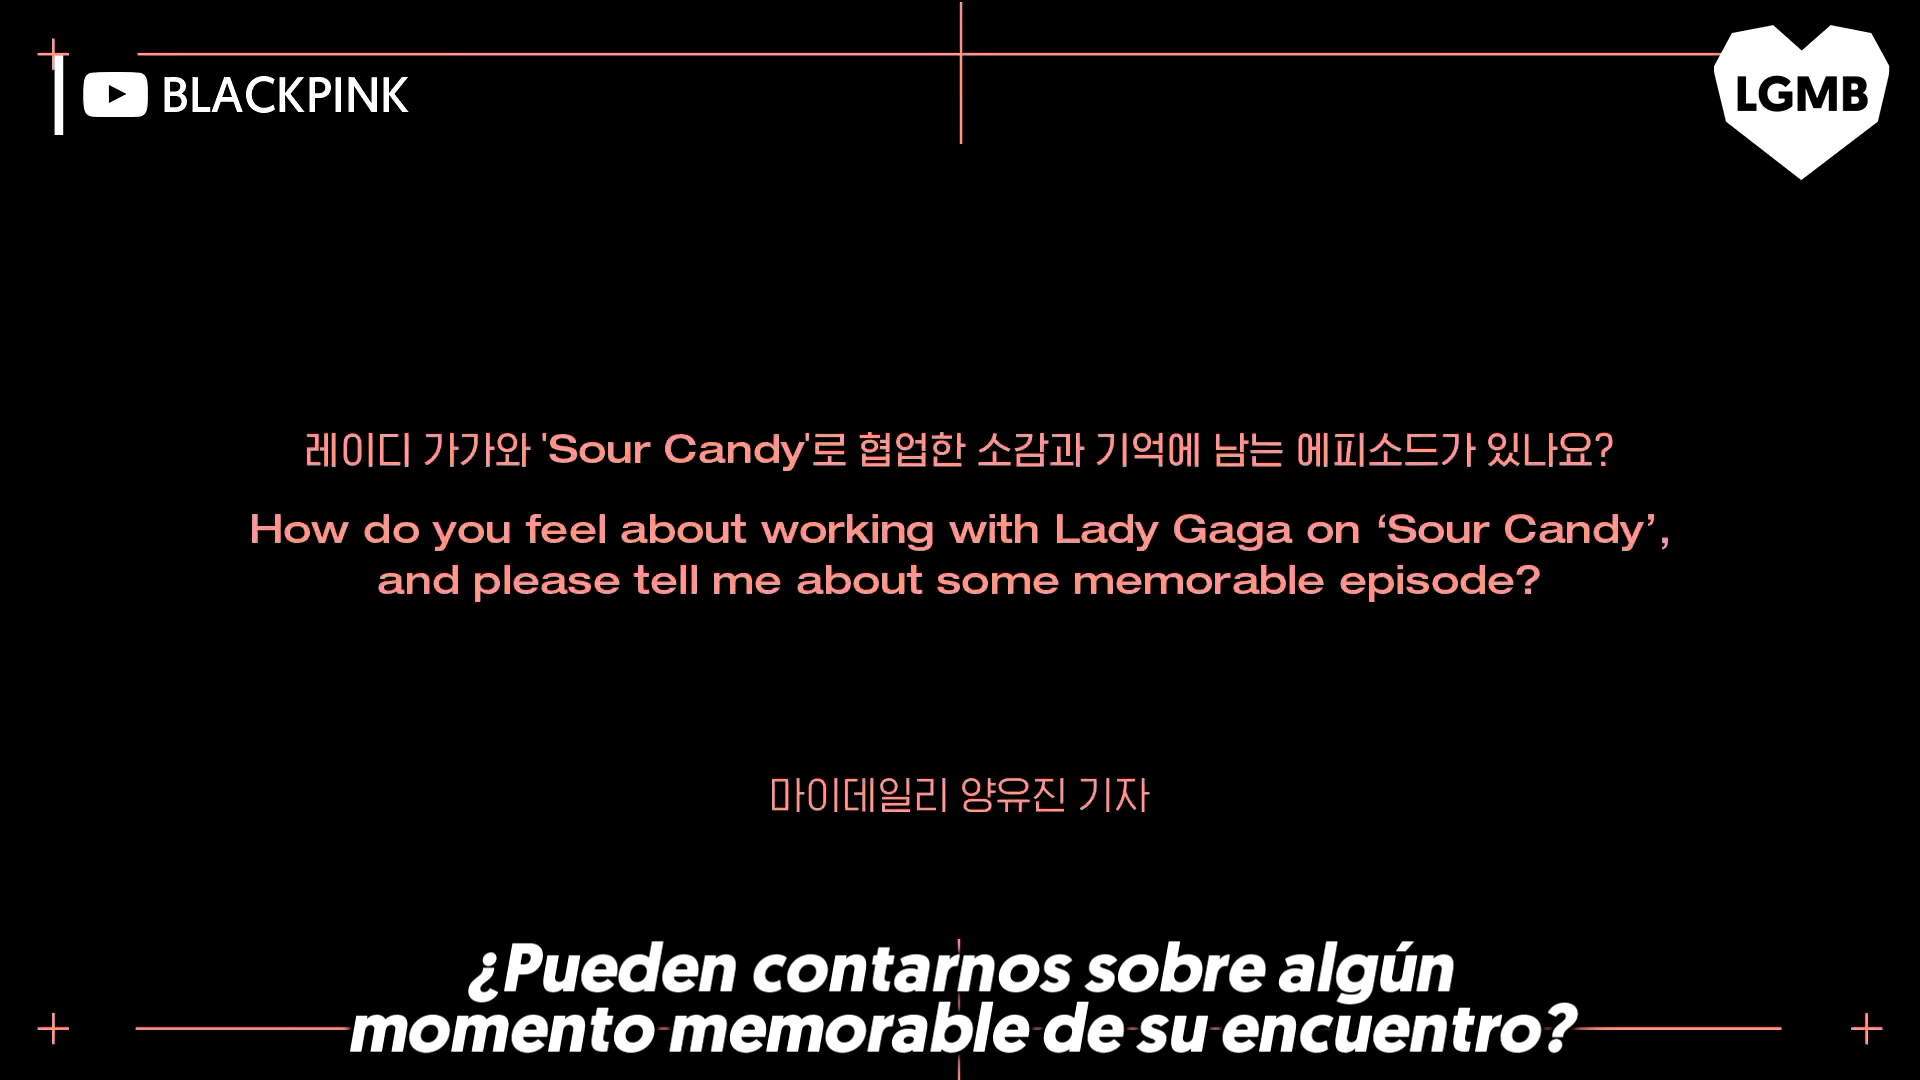 BLACKPINK
LGMB
레이디 가가와 'Sour Candy'로 협업한 소감과 기억에 남는 에피소드가 있나요?
How do you feel about working with Lady Gaga on ‘Sour Candy’,
and please tell me about some memorable episode?
마이데일리 양유진 기자
¿Pueden contarnos sobre algún
momento memorable de su encuentro?